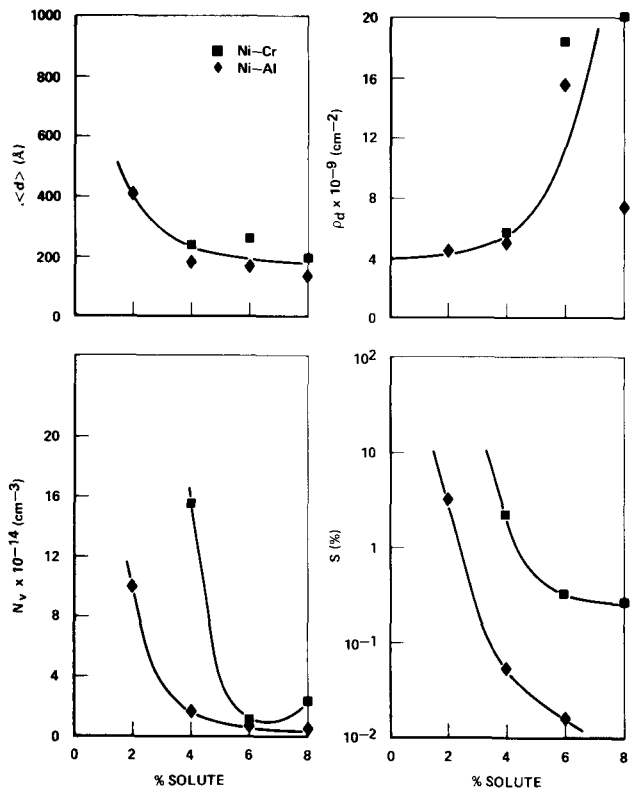 1000
800
600
400
200
0
.<d> (Å)
■ Ni–Cr
♦ Ni–Al
20
16
12
8
4
0
ρd x 10−9 (cm−2)
16
12
8
4
0
Nv x 10−14 (cm−3)
0 2 4 6 8
% SOLUTE
10²
10
1
10−1
10−2
S (%)
0 2 4 6 8
% SOLUTE